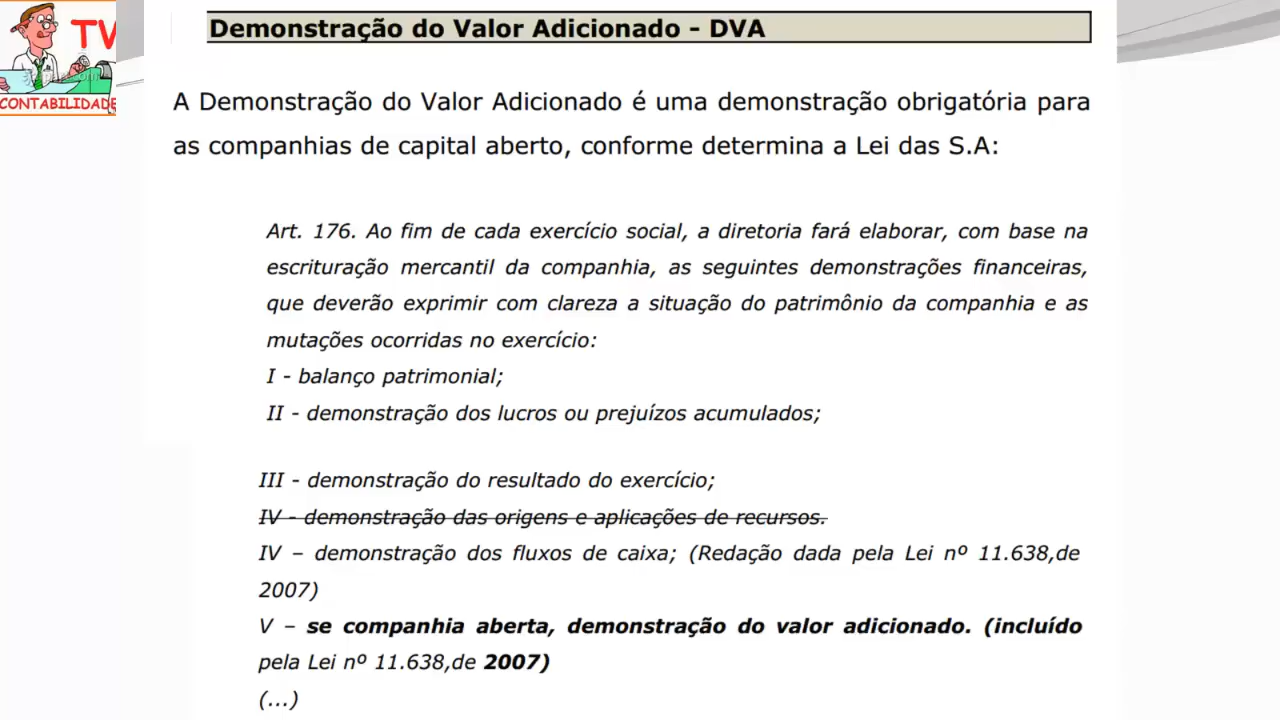 TV
CONTABILIDADE
Demonstração do Valor Adicionado - DVA
A Demonstração do Valor Adicionado é uma demonstração obrigatória para
as companhias de capital aberto, conforme determina a Lei das S.A:
Art. 176. Ao fim de cada exercício social, a diretoria fará elaborar, com base na
escrituração mercantil da companhia, as seguintes demonstrações financeiras,
que deverão exprimir com clareza a situação do patrimônio da companhia e as
mutações ocorridas no exercício:
I - balanço patrimonial;
II - demonstração dos lucros ou prejuízos acumulados;
III - demonstração do resultado do exercício;
IV - demonstração das origens e aplicações de recursos.
IV – demonstração dos fluxos de caixa; (Redação dada pela Lei nº 11.638,de
2007)
V – se companhia aberta, demonstração do valor adicionado. (incluído
pela Lei nº 11.638,de 2007)
(...)